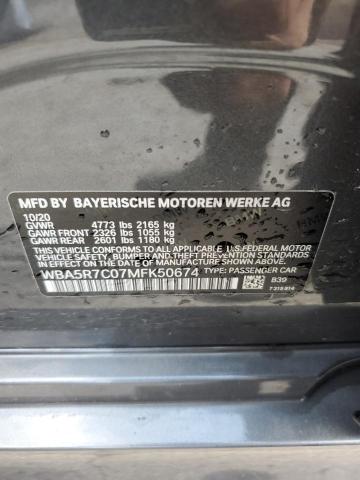 MFD BY BAYERISCHE MOTOREN WERKE AG
10/20
GVWR 4773 lbs 2165 kg
GAWR FRONT 2326 lbs 1055 kg
GAWR REAR 2601 lbs 1180 kg
THIS VEHICLE CONFORMS TO ALL APPLICABLE U.S. FEDERAL MOTOR
VEHICLE SAFETY, BUMPER, AND THEFT PREVENTION STANDARDS
IN EFFECT ON THE DATE OF MANUFACTURE SHOWN ABOVE.
WBA5R7C07MFK50674 TYPE: PASSENGER CAR
B39